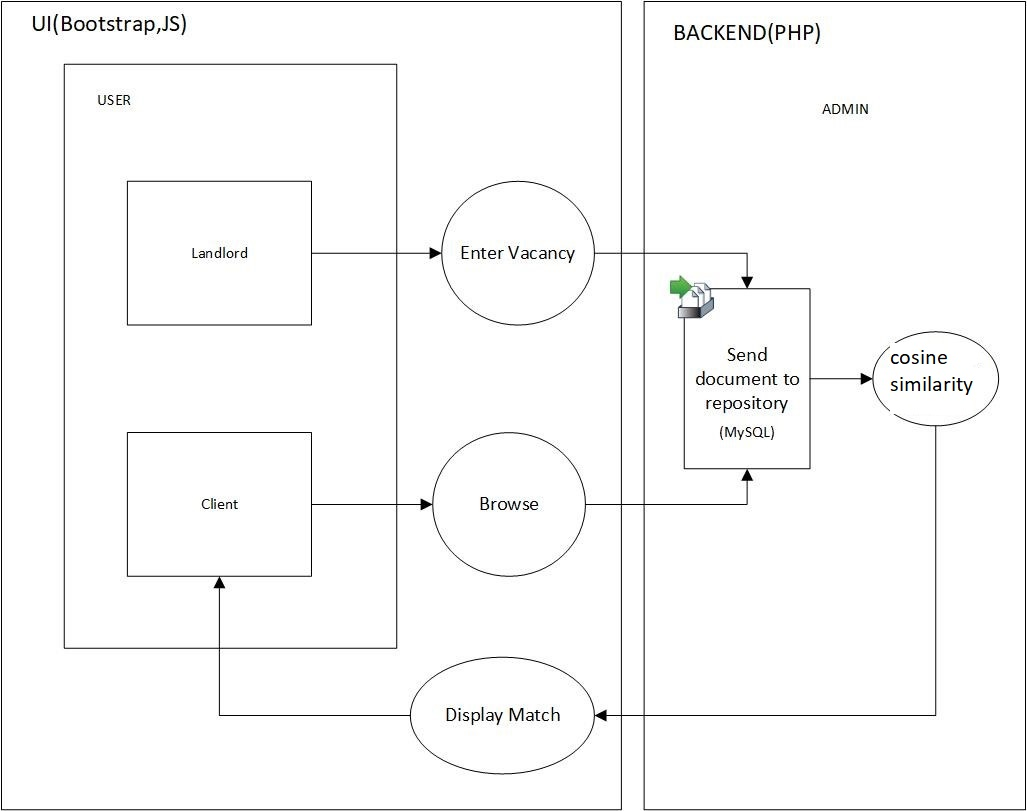 UI(Bootstrap,JS)
BACKEND(PHP)
USER
ADMIN
Landlord
Enter Vacancy
Send
document to
repository
(MySQL)
cosine
similarity
Client
Browse
Display Match